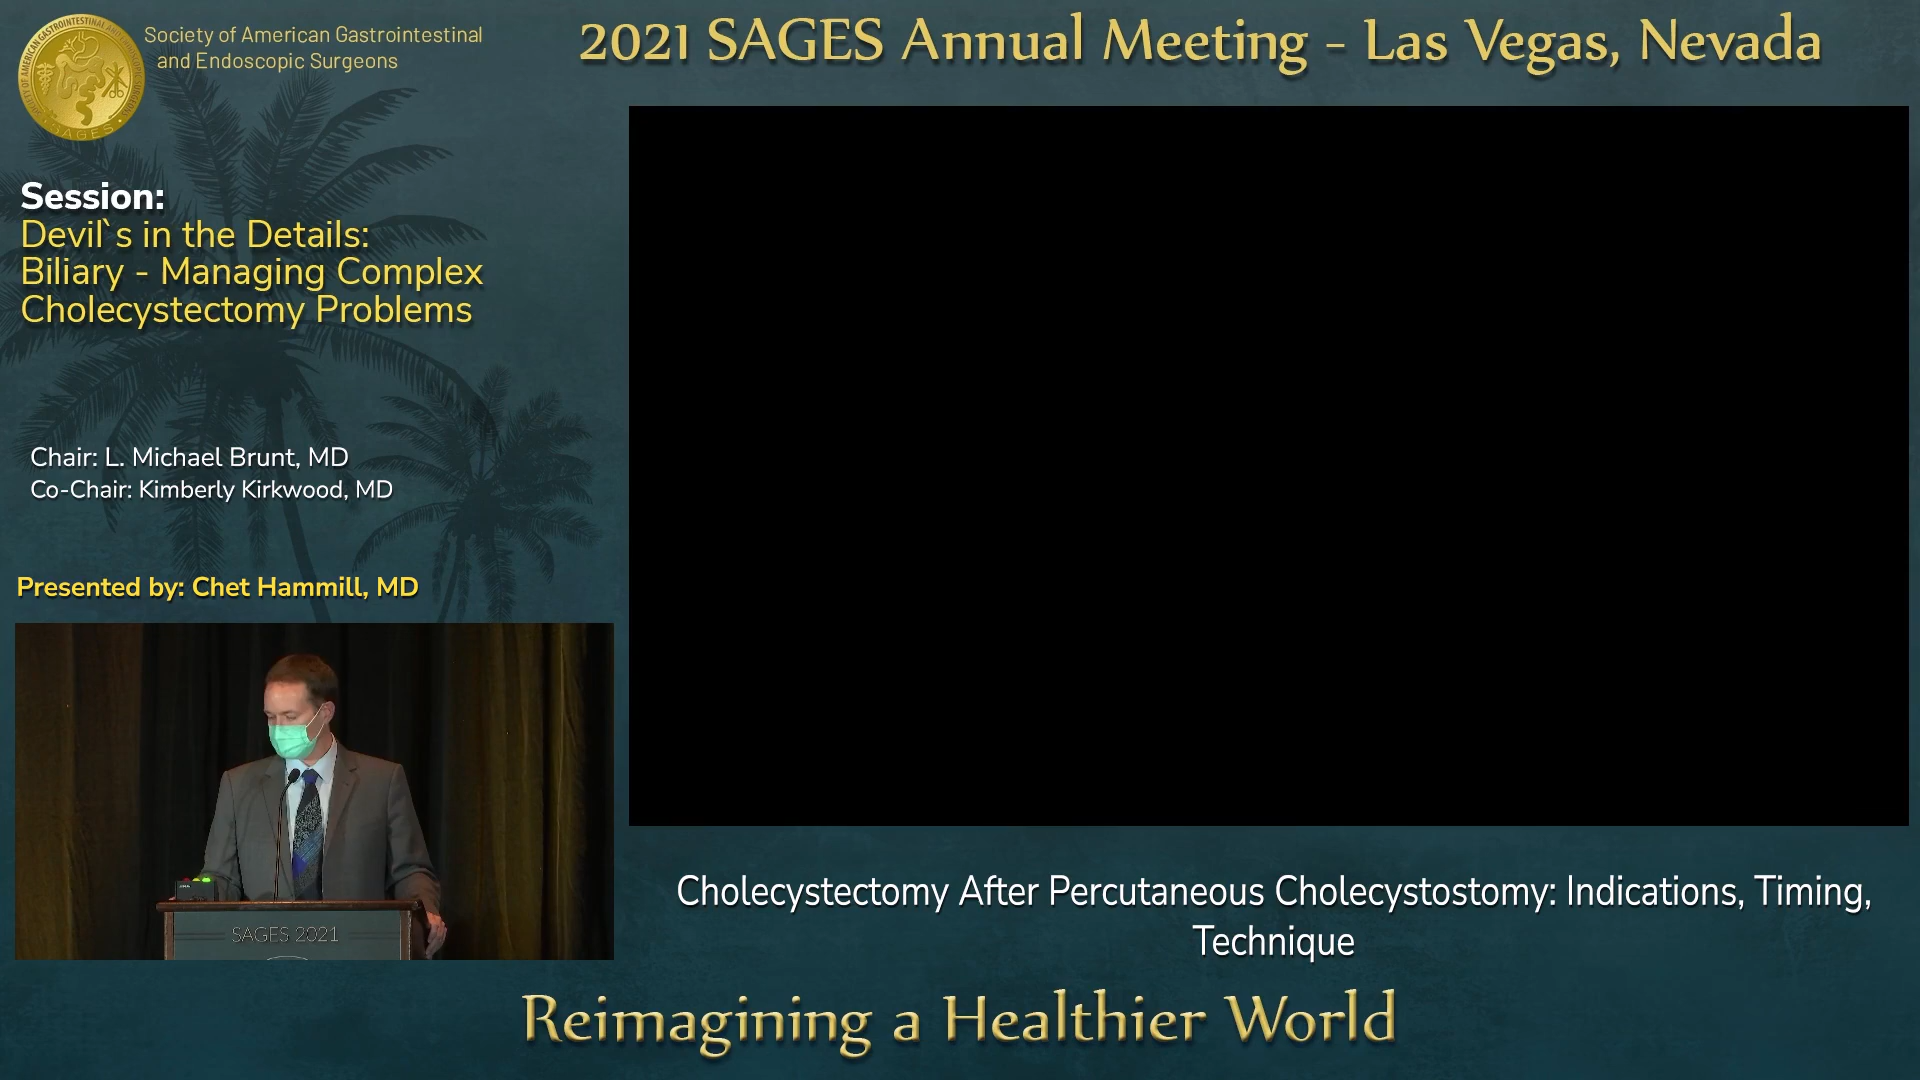 Society of American Gastrointestinal
and Endoscopic Surgeons
2021 SAGES Annual Meeting - Las Vegas, Nevada
SAGES
Session:
Devil`s in the Details:
Biliary - Managing Complex
Cholecystectomy Problems
Chair: L. Michael Brunt, MD
Co-Chair: Kimberly Kirkwood, MD
Presented by: Chet Hammill, MD
SAGES 2021
Cholecystectomy After Percutaneous Cholecystostomy: Indications, Timing,
Technique
Reimagining a Healthier World